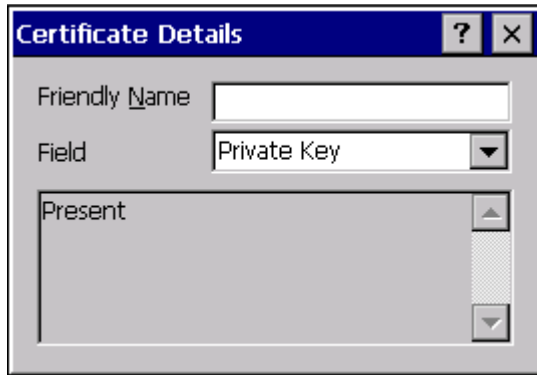 Certificate Details ? ×
Friendly Name
Field Private Key
Present